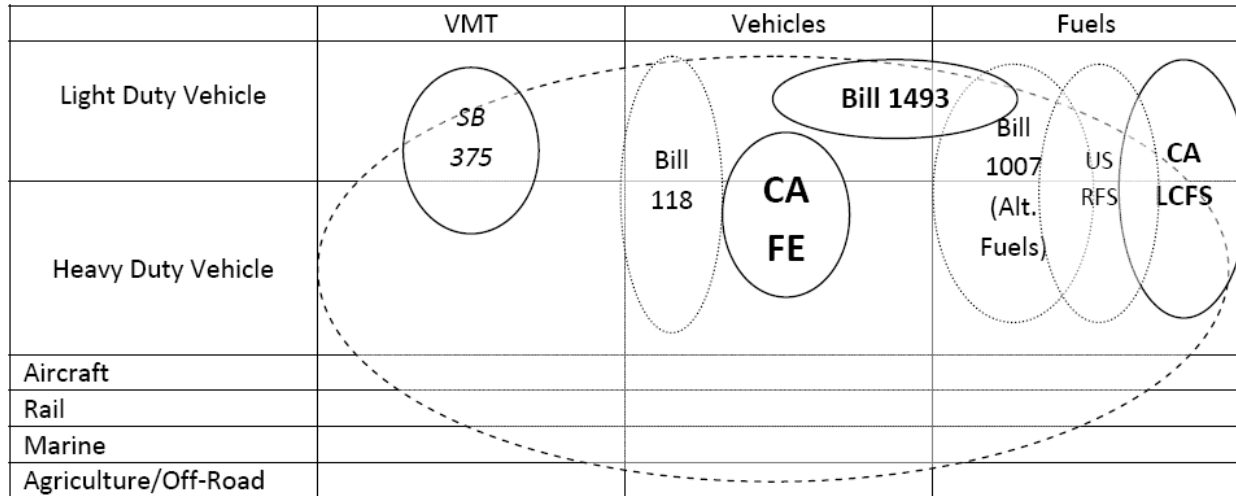 VMT Vehicles Fuels
Light Duty Vehicle
Bill 1493
SB
375
Bill
118
CA
FE
Bill
1007
(Alt.
Fuels)
US
RFS
CA
LCFS
Heavy Duty Vehicle
Aircraft
Rail
Marine
Agriculture/Off-Road